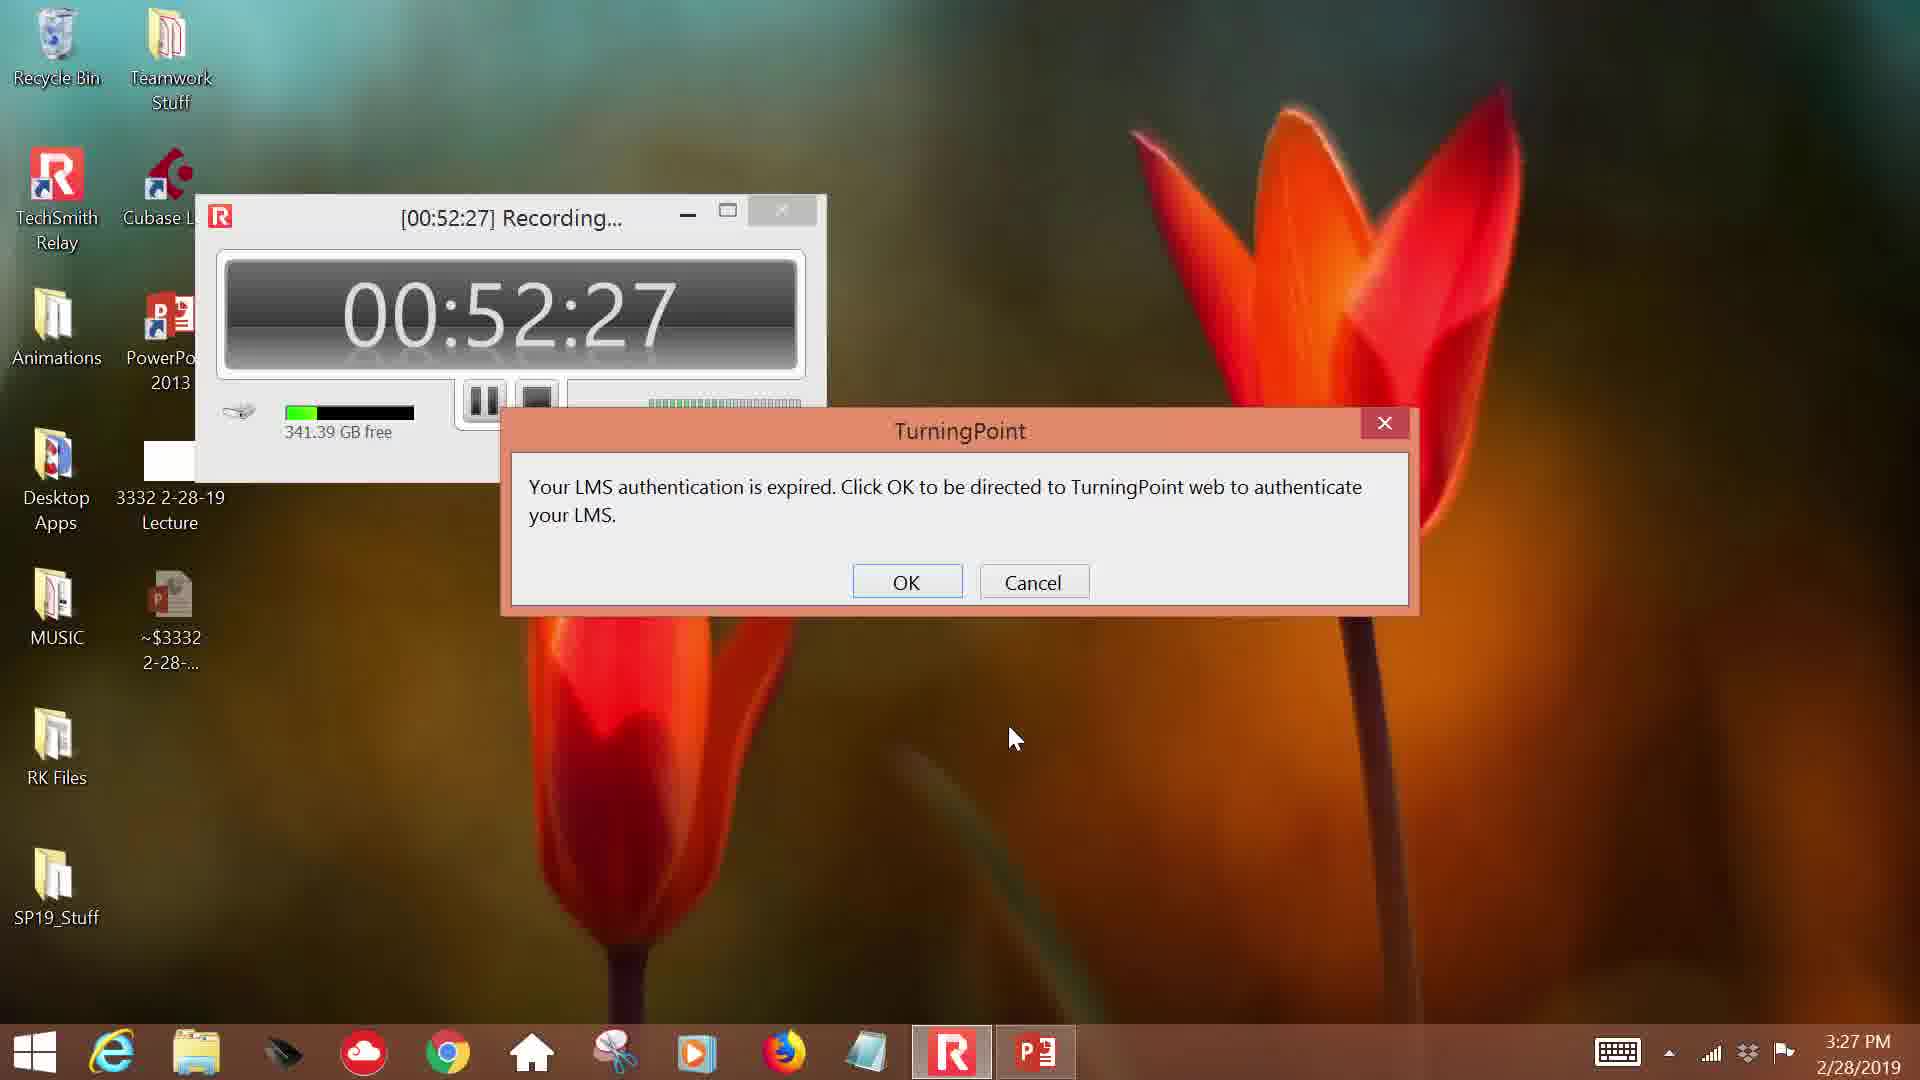 Recycle Bin
Teamwork
Stuff
TechSmith
Relay
Cubase L
Animations
PowerPo
2013
Desktop
Apps
3332 2-28-19
Lecture
MUSIC
~$3332
2-28-...
RK Files
SP19_Stuff
[00:52:27] Recording...
00:52:27
341.39 GB free
TurningPoint
Your LMS authentication is expired. Click OK to be directed to TurningPoint web to authenticate
your LMS.
OK
Cancel
3:27 PM
2/28/2019